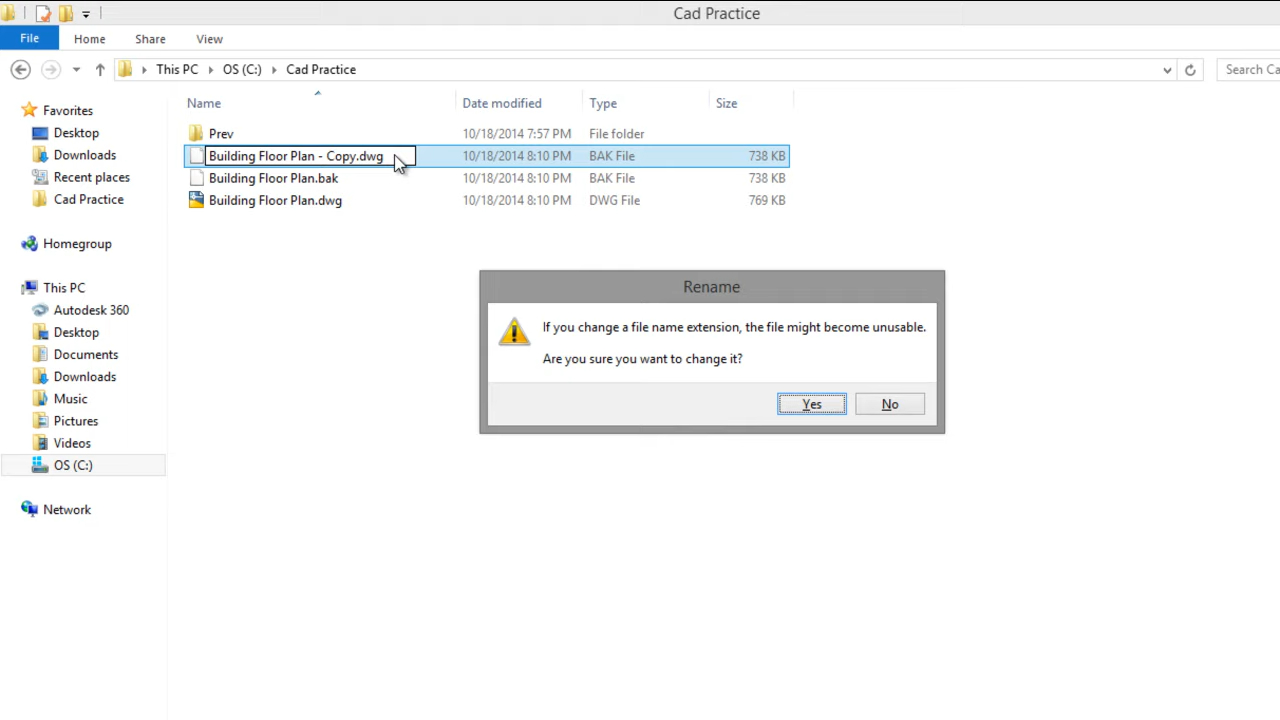 Cad Practice
File Home Share View
This PC OS (C:) Cad Practice Search Ca
Name Date modified Type Size
Favorites
Desktop
Downloads
Recent places
Cad Practice
Homegroup
This PC
Autodesk 360
Desktop
Documents
Downloads
Music
Pictures
Videos
OS (C:)
Network
Prev 10/18/2014 7:57 PM File folder
Building Floor Plan - Copy.dwg 10/18/2014 8:10 PM BAK File 738 KB
Building Floor Plan.bak 10/18/2014 8:10 PM BAK File 738 KB
Building Floor Plan.dwg 10/18/2014 8:10 PM DWG File 769 KB
Rename
If you change a file name extension, the file might become unusable.
Are you sure you want to change it?
Yes No